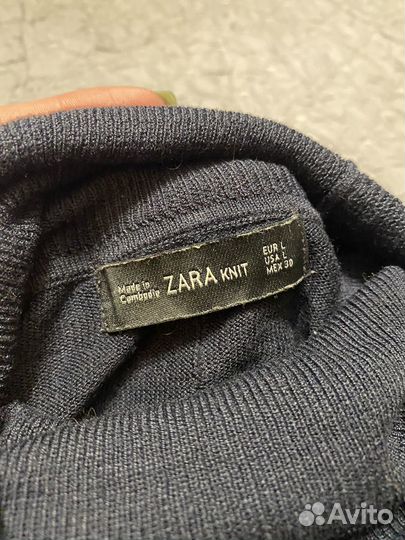 Made in
Cambodia
ZARA KNIT
EUR L
USA L
MEX 30
Avito